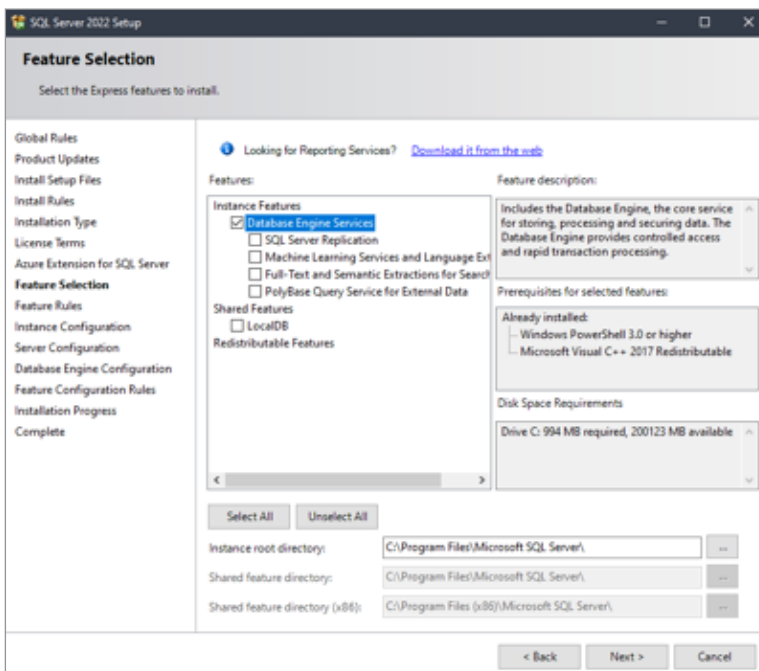 SQL Server 2022 Setup
Feature Selection
Select the Express features to install.
Global Rules
Product Updates
Install Setup Files
Install Rules
Installation Type
License Terms
Azure Extension for SQL Server
Feature Selection
Feature Rules
Instance Configuration
Server Configuration
Database Engine Configuration
Feature Configuration Rules
Installation Progress
Complete
Looking for Reporting Services? Download it from the web
Features:
Instance Features
Database Engine Services
SQL Server Replication
Machine Learning Services and Language Ext
Full-Text and Semantic Extractions for Search
PolyBase Query Service for External Data
Shared Features
LocalDB
Redistributable Features
Feature description:
Includes the Database Engine, the core service
for storing, processing and securing data. The
Database Engine provides controlled access
and rapid transaction processing.
Prerequisites for selected features:
Already installed:
Windows PowerShell 3.0 or higher
Microsoft Visual C++ 2017 Redistributable
Disk Space Requirements
Drive C: 994 MB required, 200123 MB available
Select All Unselect All
Instance root directory: C:\Program Files\Microsoft SQL Server\ ...
Shared feature directory: C:\Program Files\Microsoft SQL Server\ ...
Shared feature directory (x86): C:\Program Files (x86)\Microsoft SQL Server\ ...
< Back Next > Cancel